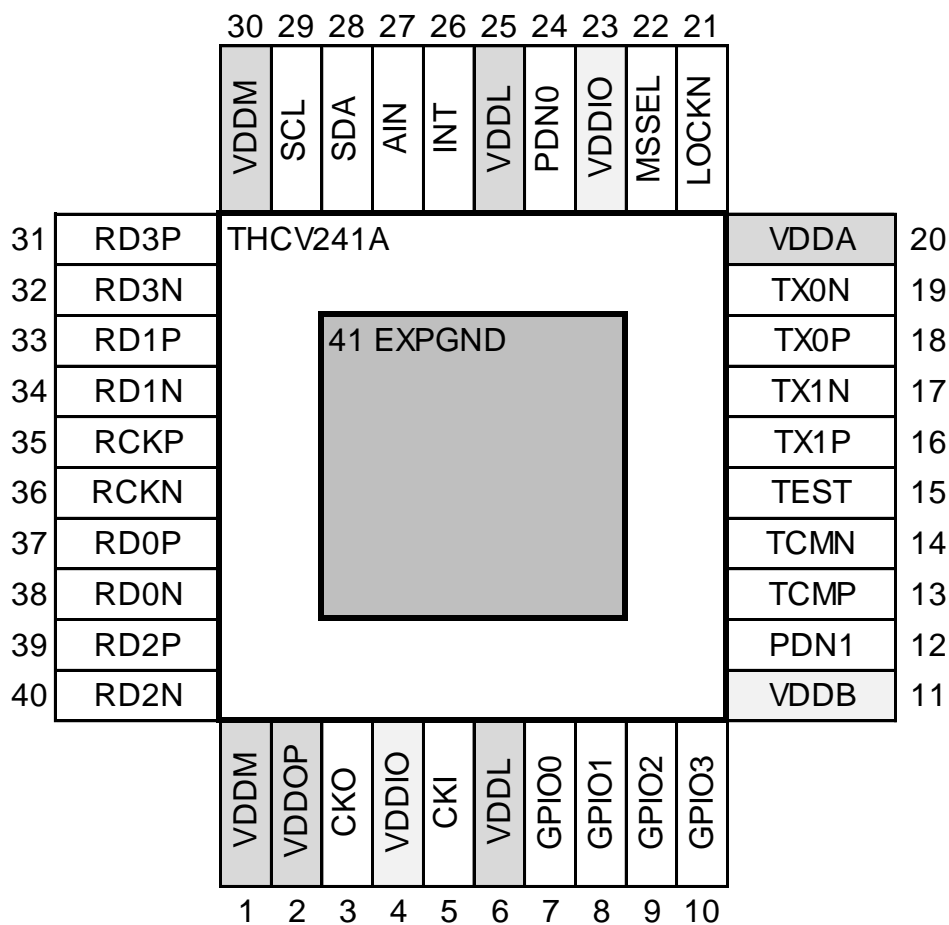 30 29 28 27 26 25 24 23 22 21
VDDM SCL SDA AIN INT VDDL PDN0 VDDIO MSSEL LOCKN
31 RD3P THCV241A VDDA 20
32 RD3N TX0N 19
33 RD1P 41 EXPGND TX0P 18
34 RD1N TX1N 17
35 RCKP TX1P 16
36 RCKN TEST 15
37 RD0P TCMN 14
38 RD0N TCMP 13
39 RD2P PDN1 12
40 RD2N VDDB 11
VDDM VDDOP CKO VDDIO CKI VDDL GPIO0 GPIO1 GPIO2 GPIO3
1 2 3 4 5 6 7 8 9 10